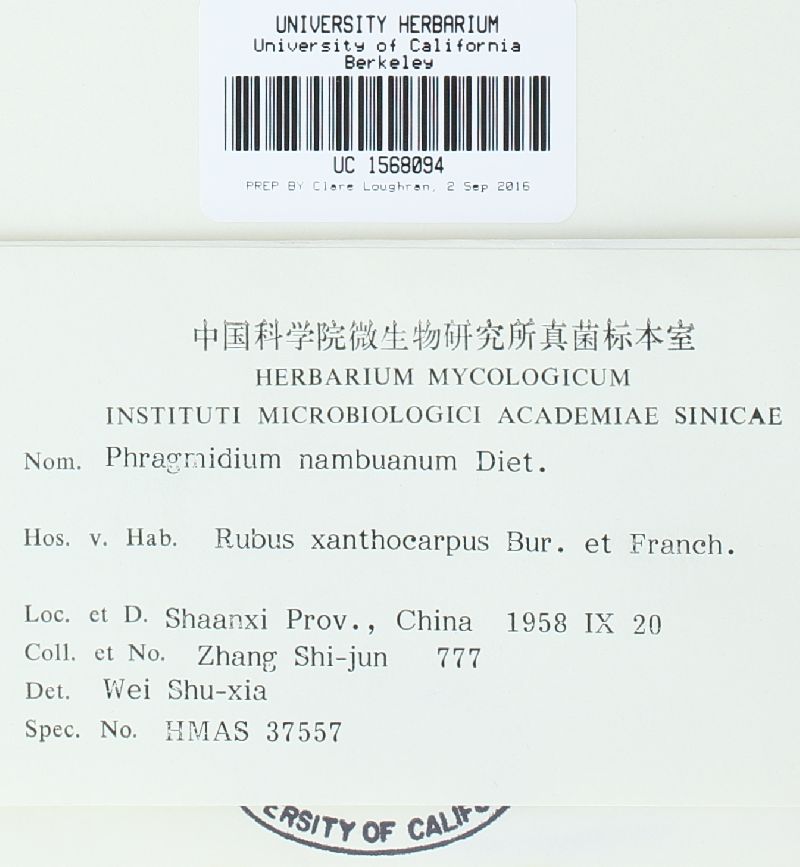 UNIVERSITY HERBARIUM
University of California
Berkeley
UC 1568094
PREP BY Clare Loughran, 2 Sep 2016
中国科学院微生物研究所真菌标本室
HERBARIUM MYCOLOGICUM
INSTITUTI MICROBIOLOGICI ACADEMIAE SINICAE
Nom. Phragmidium nambuanum Diet.
Hos. v. Hab. Rubus xanthocarpus Bur. et Franch.
Loc. et D. Shaanxi Prov., China 1958 IX 20
Coll. et No. Zhang Shi-jun 777
Det. Wei Shu-xia
Spec. No. HMAS 37557
ERSITY OF CALIF